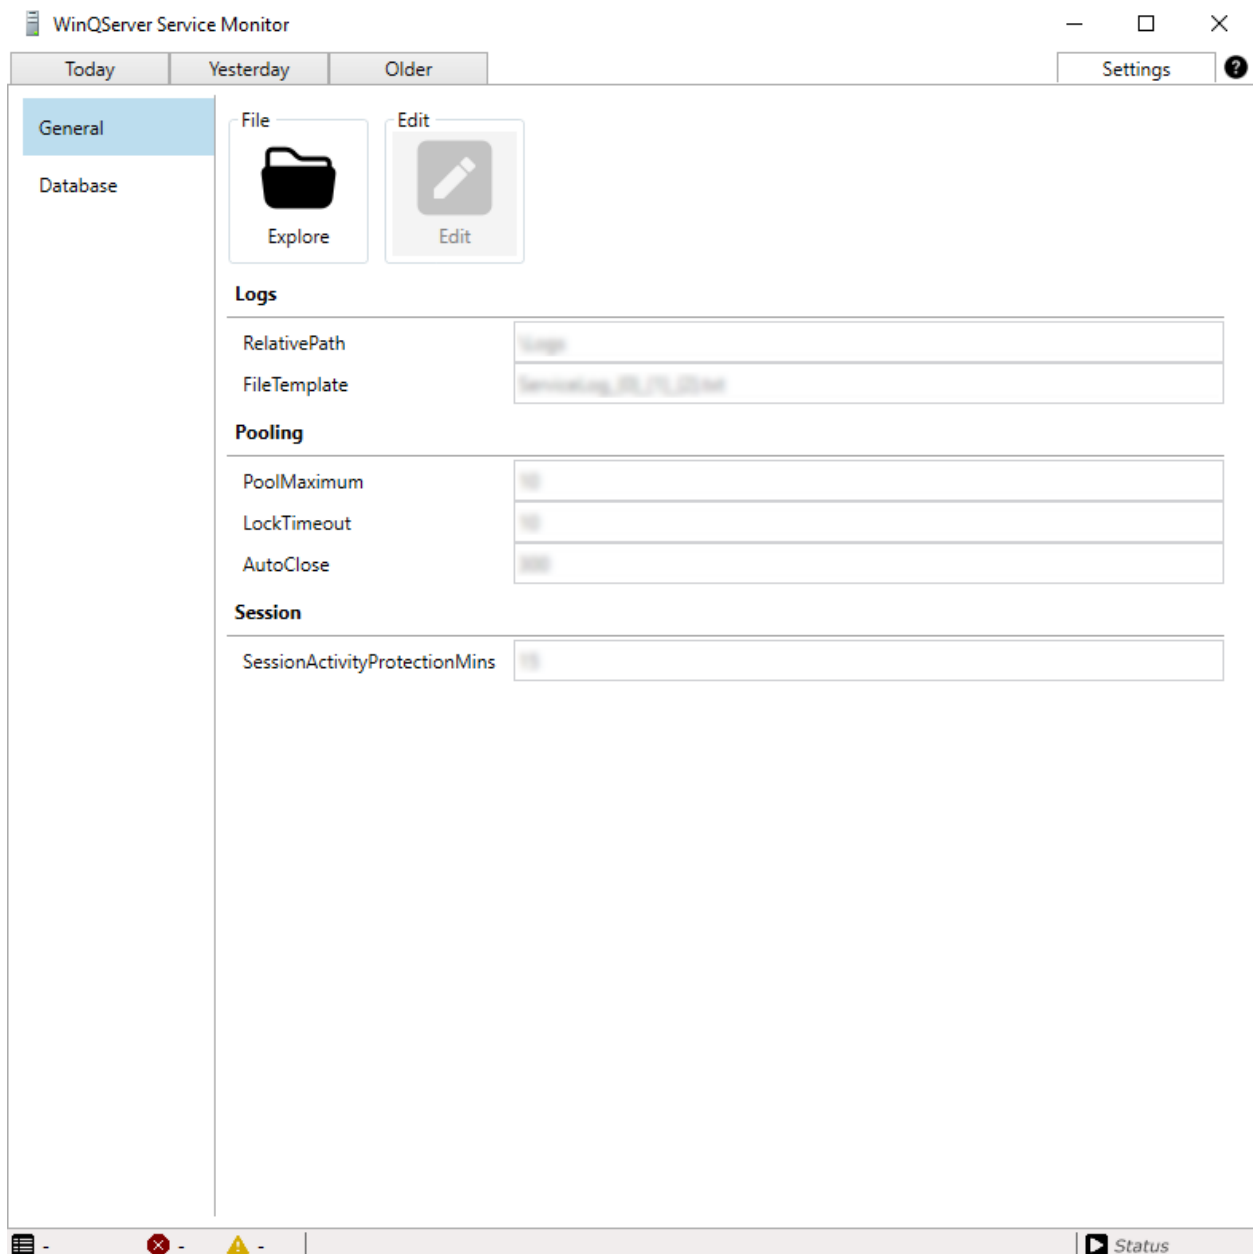 WinQServer Service Monitor
Today Yesterday Older Settings ?
General
Database
File Edit
Explore Edit
Logs
RelativePath
FileTemplate
Pooling
PoolMaximum
LockTimeout
AutoClose
Session
SessionActivityProtectionMins
- - - Status